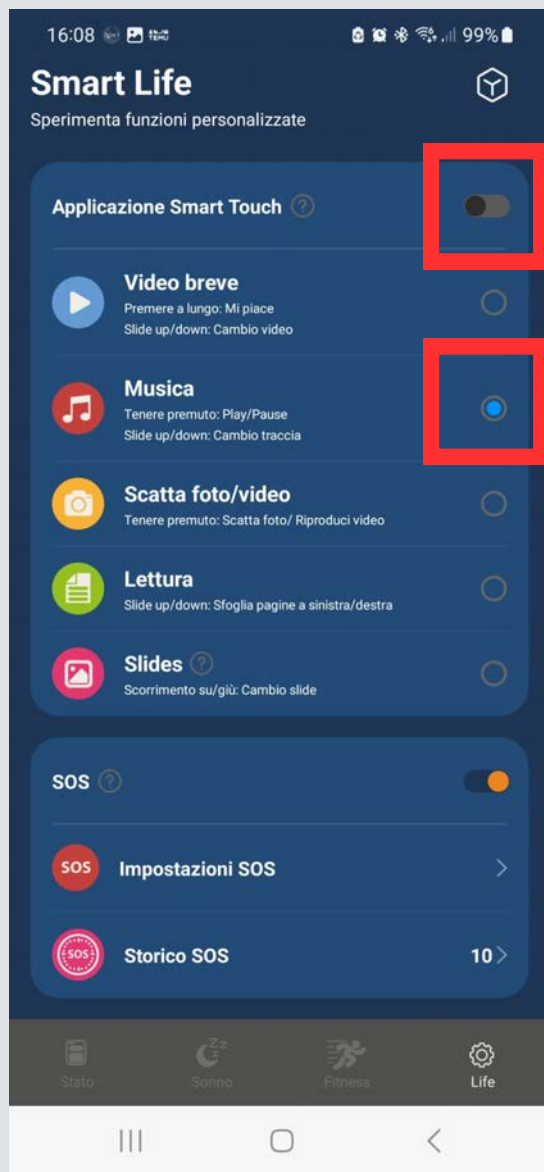 16:08
99%
Smart Life
Sperimenta funzioni personalizzate
Applicazione Smart Touch ?
Video breve
Premere a lungo: Mi piace
Slide up/down: Cambio video
Musica
Tenere premuto: Play/Pause
Slide up/down: Cambio traccia
Scatta foto/video
Tenere premuto: Scatta foto/ Riproduci video
Lettura
Slide up/down: Sfoglia pagine a sinistra/destra
Slides ?
Scorrimento su/giù: Cambio slide
SOS ?
SOS
Impostazioni SOS
SOS
Storico SOS
10
Stato
Sonno
Fitness
Life